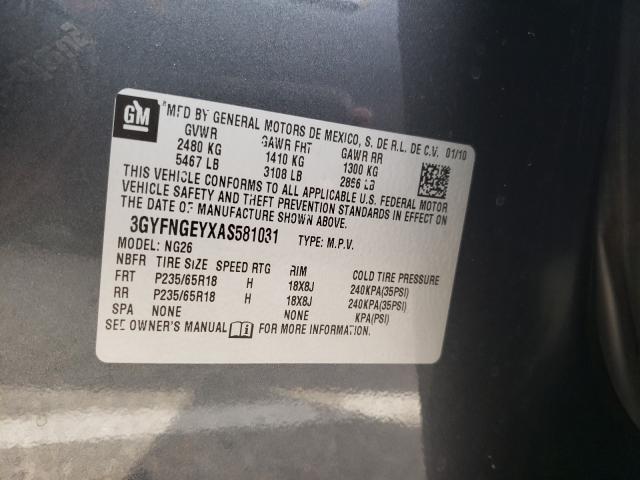 GM
MFD BY GENERAL MOTORS DE MEXICO, S. DE R.L. DE C.V. 01/10
GVWR GAWR FHT GAWR RR
2480 KG 1410 KG 1300 KG
5467 LB 3108 LB 2866 LB
THIS VEHICLE CONFORMS TO ALL APPLICABLE U.S. FEDERAL MOTOR
VEHICLE SAFETY AND THEFT PREVENTION STANDARDS IN EFFECT ON
THE DATE OF MANUFACTURE SHOWN ABOVE.
3GYFNGEYXAS581031 TYPE: M.P.V.
MODEL: NG26
NBFR TIRE SIZE SPEED RTG RIM COLD TIRE PRESSURE
FRT P235/65R18 H 18X8J 240KPA(35PSI)
RR P235/65R18 H 18X8J 240KPA(35PSI)
SPA NONE NONE KPA(PSI)
SEE OWNER'S MANUAL FOR MORE INFORMATION.